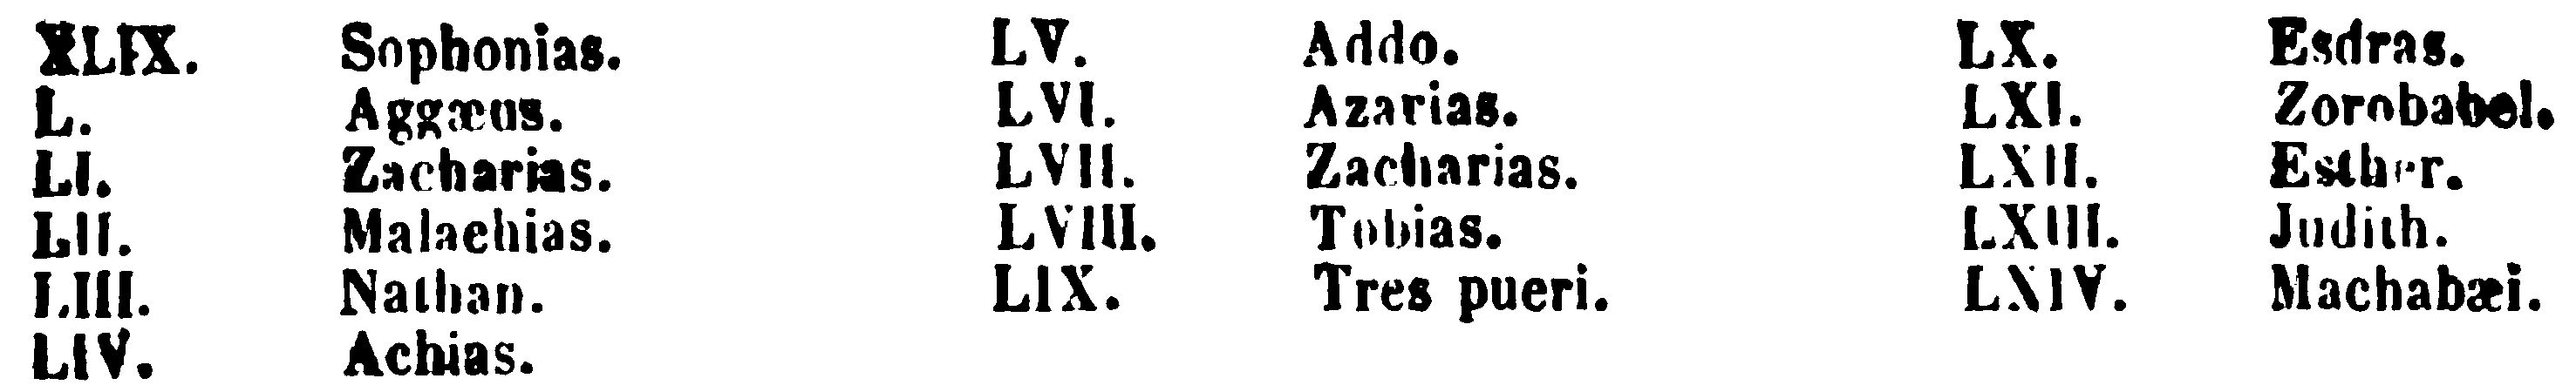 XLIX. Sophonias.
L. Aggæus.
LI. Zacharias.
LII. Malachias.
LIII. Nathan.
LIV. Achias.
LV. Addo.
LVI. Azarias.
LVII. Zacharias.
LVIII. Tobias.
LIX. Tres pueri.
LX. Esdras.
LXI. Zorobabel.
LXII. Esther.
LXIII. Judith.
LXIV. Machabæi.